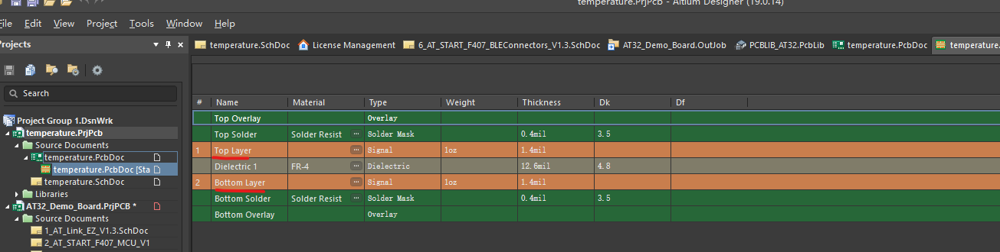 temperature.PrjPcb - Altium Designer (19.0.14)
File Edit View Project Tools Window Help
Projects
temperature.SchDoc License Management 6_AT_START_F407_BLEConnectors_V1.3.SchDoc AT32_Demo_Board.OutJob PCBLIB_AT32.PcbLib temperature.PcbDoc temperature.
Search
# Name Material Type Weight Thickness Dk Df
Top Overlay Overlay
Top Solder Solder Resist ... Solder Mask 0.4mil 3.5
1 Top Layer ... Signal 1oz 1.4mil
Dielectric 1 FR-4 ... Dielectric 12.6mil 4.8
2 Bottom Layer ... Signal 1oz 1.4mil
Bottom Solder Solder Resist ... Solder Mask 0.4mil 3.5
Bottom Overlay Overlay
Project Group 1.DsnWrk
temperature.PrjPcb
Source Documents
temperature.PcbDoc
temperature.PcbDoc [Sta
temperature.SchDoc
Libraries
AT32_Demo_Board.PrjPCB *
Source Documents
1_AT_Link_EZ_V1.3.SchDoc
2_AT_START_F407_MCU_V1